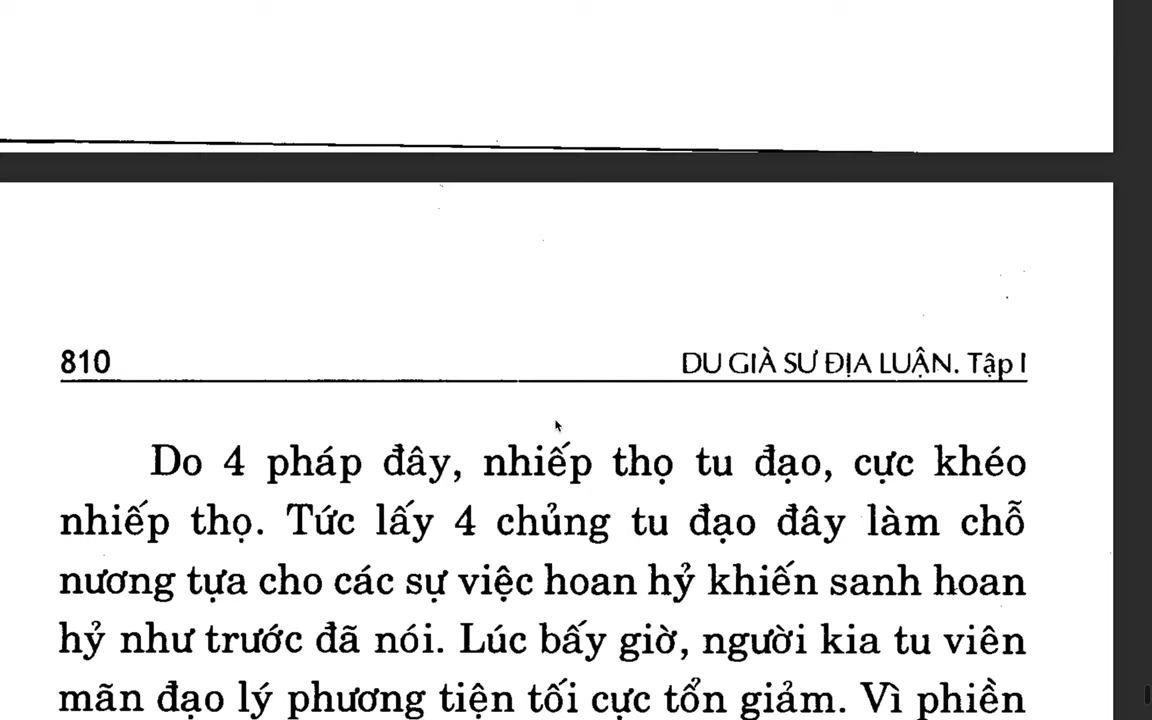 810 DU GIÀ SƯ ĐỊA LUẬN. Tập I
Do 4 pháp đây, nhiếp thọ tu đạo, cực khéo
nhiếp thọ. Tức lấy 4 chủng tu đạo đây làm chỗ
nương tựa cho các sự việc hoan hỷ khiến sanh hoan
hỷ như trước đã nói. Lúc bấy giờ, người kia tu viên
mãn đạo lý phương tiện tối cực tổn giảm. Vì phiền